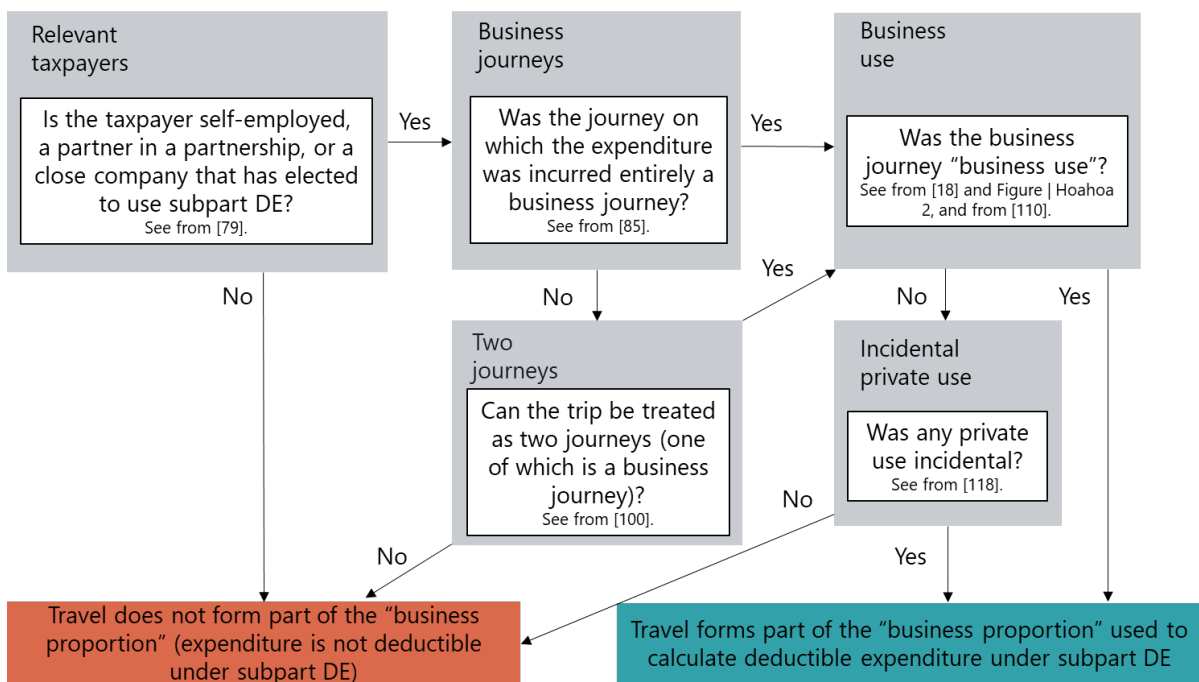 Relevant
taxpayers
Is the taxpayer self-employed,
a partner in a partnership, or a
close company that has elected
to use subpart DE?
See from [79].
Yes
Business
journeys
Was the journey on
which the expenditure
was incurred entirely a
business journey?
See from [85].
Yes
Business
use
Was the business
journey “business use”?
See from [18] and Figure | Hoahoa
2, and from [110].
No
No
Yes
No
Yes
Two
journeys
Can the trip be treated
as two journeys (one
of which is a business
journey)?
See from [100].
Incidental
private use
Was any private
use incidental?
See from [118].
No
No
Yes
Travel does not form part of the “business
proportion” (expenditure is not deductible
under subpart DE)
Travel forms part of the “business proportion” used to
calculate deductible expenditure under subpart DE